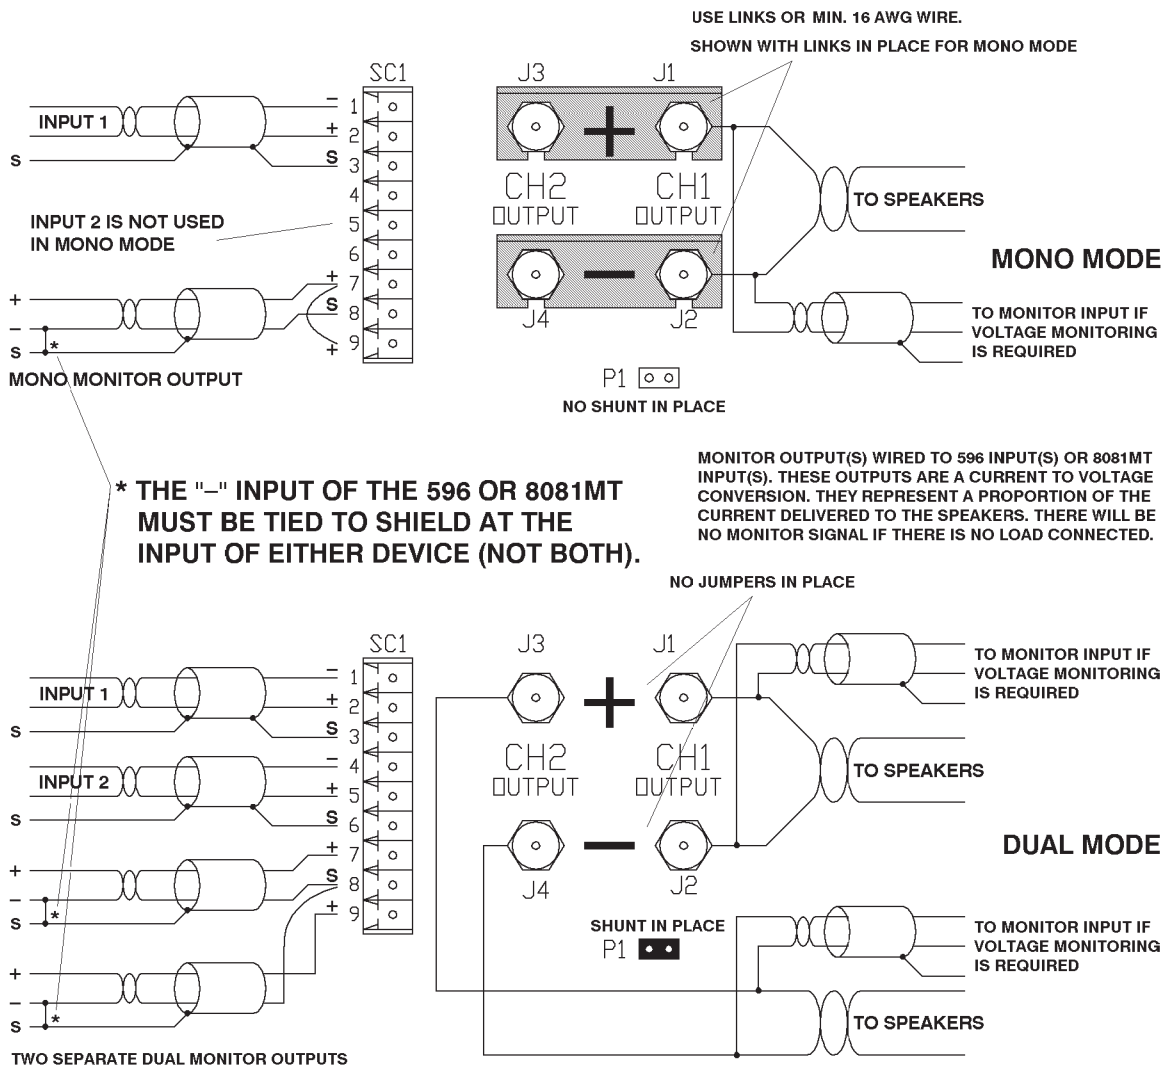 USE LINKS OR MIN. 16 AWG WIRE.
SHOWN WITH LINKS IN PLACE FOR MONO MODE
SC1
J3
J1
INPUT 1
S
−
+
S
1
2
3
4
5
6
7
8
9
+
S
+
INPUT 2 IS NOT USED
IN MONO MODE
+
−
S
*
MONO MONITOR OUTPUT
+
CH2
OUTPUT
CH1
OUTPUT
−
J4
J2
TO SPEAKERS
MONO MODE
TO MONITOR INPUT IF
VOLTAGE MONITORING
IS REQUIRED
P1
NO SHUNT IN PLACE
* THE "−" INPUT OF THE 596 OR 8081MT
MUST BE TIED TO SHIELD AT THE
INPUT OF EITHER DEVICE (NOT BOTH).
MONITOR OUTPUT(S) WIRED TO 596 INPUT(S) OR 8081MT
INPUT(S). THESE OUTPUTS ARE A CURRENT TO VOLTAGE
CONVERSION. THEY REPRESENT A PROPORTION OF THE
CURRENT DELIVERED TO THE SPEAKERS. THERE WILL BE
NO MONITOR SIGNAL IF THERE IS NO LOAD CONNECTED.
NO JUMPERS IN PLACE
SC1
J3
J1
INPUT 1
S
INPUT 2
S
−
+
S
−
+
S
+
S
+
1
2
3
4
5
6
7
8
9
+
−
S
*
+
−
S
*
TWO SEPARATE DUAL MONITOR OUTPUTS
+
CH2
OUTPUT
CH1
OUTPUT
−
J4
J2
SHUNT IN PLACE
P1
TO MONITOR INPUT IF
VOLTAGE MONITORING
IS REQUIRED
TO SPEAKERS
DUAL MODE
TO MONITOR INPUT IF
VOLTAGE MONITORING
IS REQUIRED
TO SPEAKERS